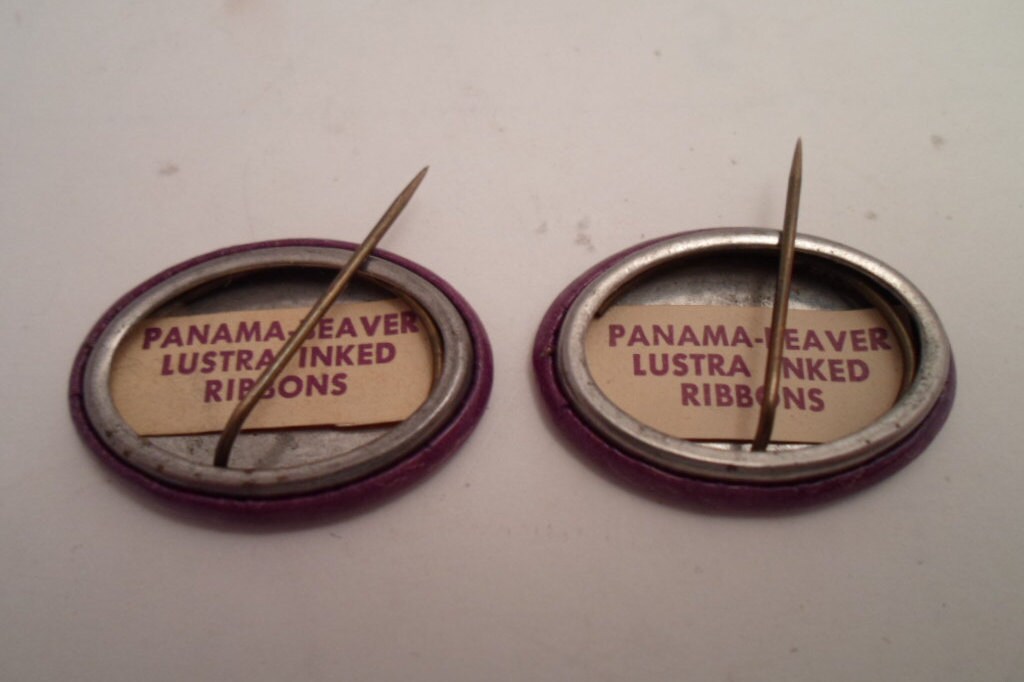 PANAMA-BEAVER
LUSTRA INKED
RIBBONS
PANAMA-BEAVER
LUSTRA INKED
RIBBONS